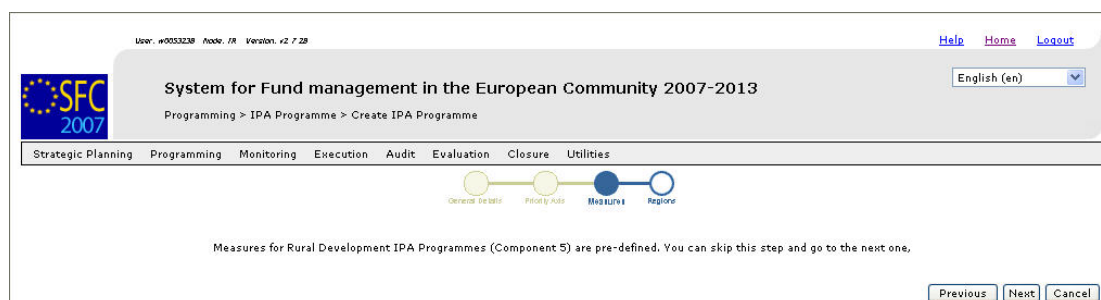 User. w005323B Node. TR Version. v2 7 28
Help Home Logout
English (en)
SFC
2007
System for Fund management in the European Community 2007-2013
Programming > IPA Programme > Create IPA Programme
Strategic Planning Programming Monitoring Execution Audit Evaluation Closure Utilities
General Details Priority Axis Measures Regions
Measures for Rural Development IPA Programmes (Component 5) are pre-defined. You can skip this step and go to the next one,
Previous Next Cancel